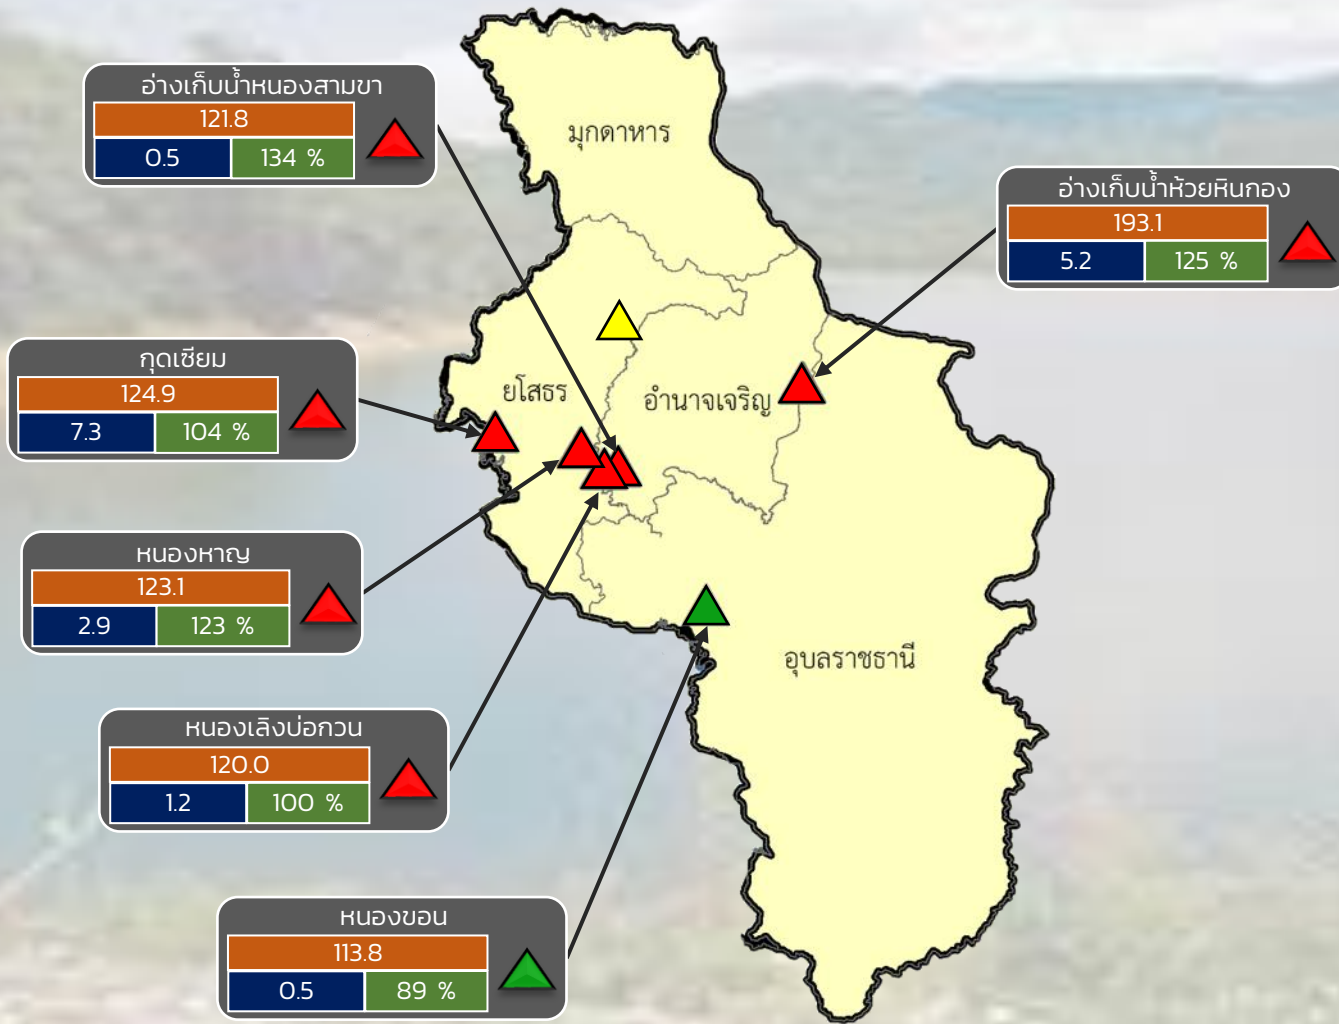 อ่างเก็บน้ำหนองสามขา
121.8
0.5 134 %
มุกดาหาร
อ่างเก็บน้ำห้วยหินกอง
193.1
5.2 125 %
กุดเซียม
124.9
7.3 104 %
ยโสธร
อำนาจเจริญ
หนองหาญ
123.1
2.9 123 %
อุบลราชธานี
หนองเลิงบ่อกวน
120.0
1.2 100 %
หนองขอน
113.8
0.5 89 %